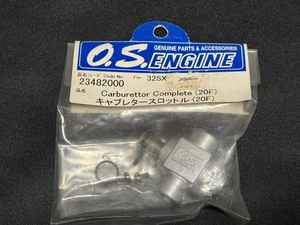 GENUINE PARTS & ACCESSORIES
O.S.ENGINE
品名コード Code No. For 32SX
23482000
品名 Carburettor Complete (20F)
キャブレタースロットル (20F)